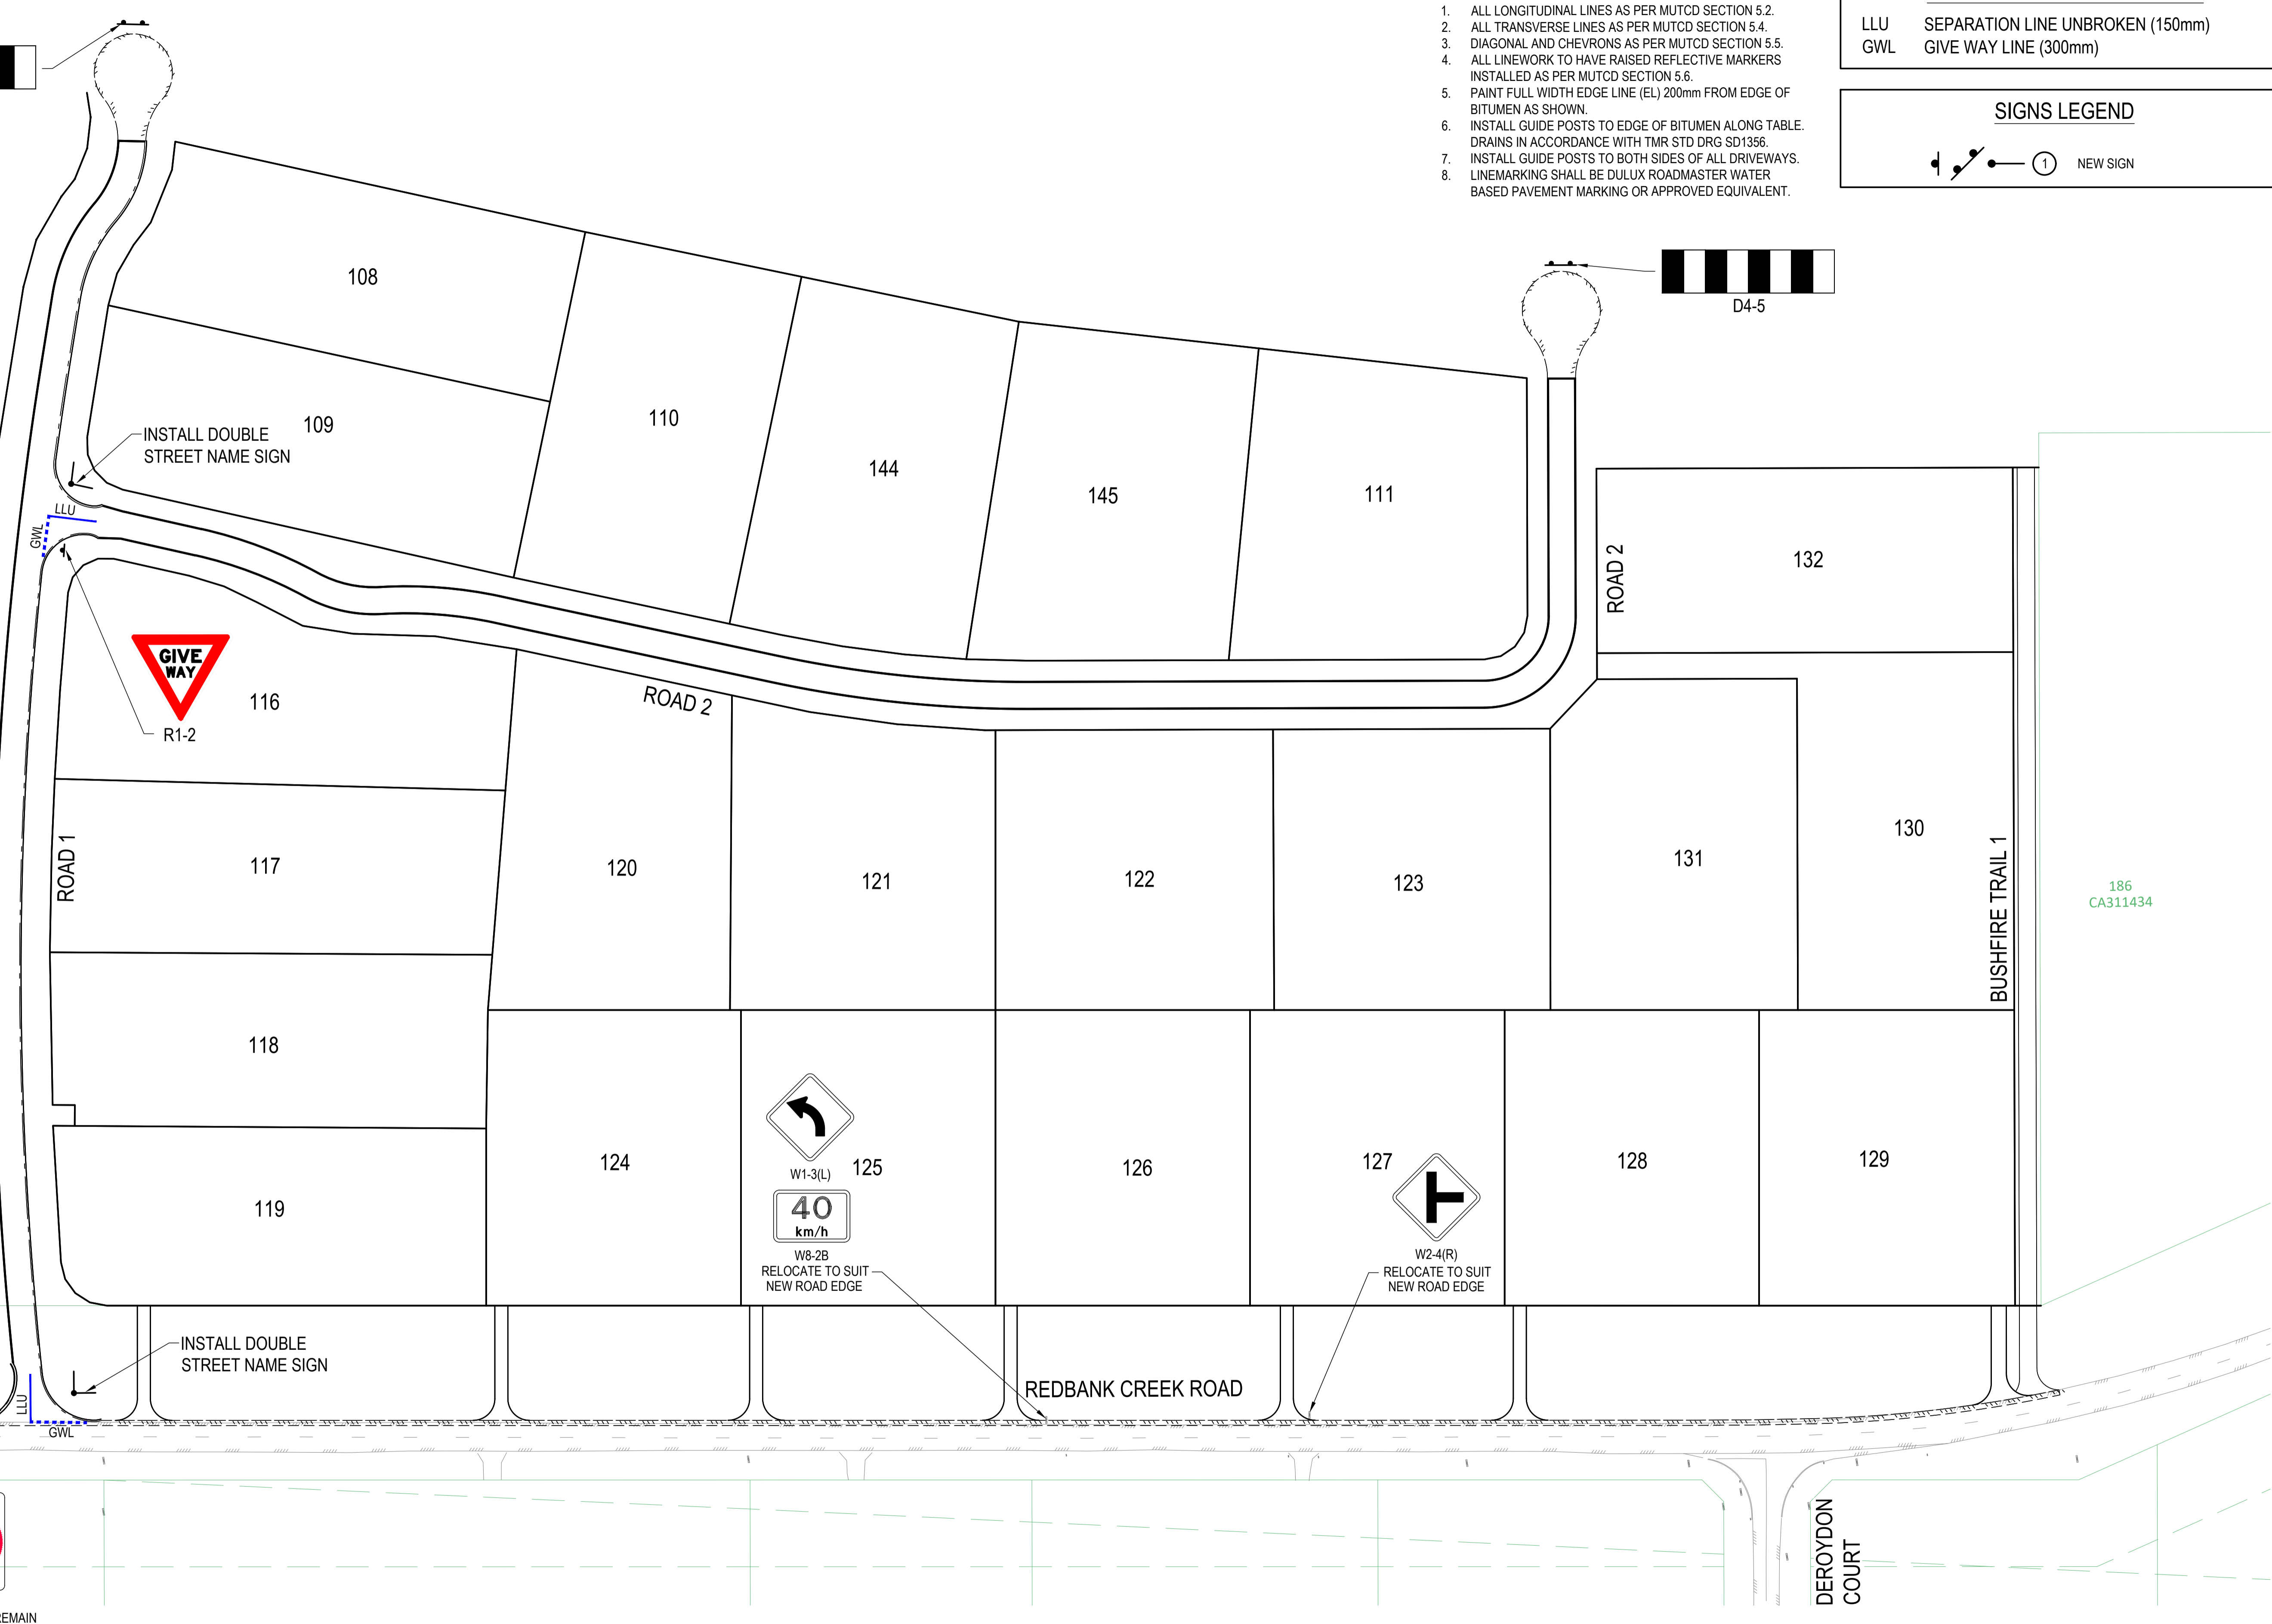 1. ALL LONGITUDINAL LINES AS PER MUTCD SECTION 5.2.
2. ALL TRANSVERSE LINES AS PER MUTCD SECTION 5.4.
3. DIAGONAL AND CHEVRONS AS PER MUTCD SECTION 5.5.
4. ALL LINEWORK TO HAVE RAISED REFLECTIVE MARKERS
INSTALLED AS PER MUTCD SECTION 5.6.
5. PAINT FULL WIDTH EDGE LINE (EL) 200mm FROM EDGE OF
BITUMEN AS SHOWN.
6. INSTALL GUIDE POSTS TO EDGE OF BITUMEN ALONG TABLE.
DRAINS IN ACCORDANCE WITH TMR STD DRG SD1356.
7. INSTALL GUIDE POSTS TO BOTH SIDES OF ALL DRIVEWAYS.
8. LINEMARKING SHALL BE DULUX ROADMASTER WATER
BASED PAVEMENT MARKING OR APPROVED EQUIVALENT.
LLU SEPARATION LINE UNBROKEN (150mm)
GWL GIVE WAY LINE (300mm)
SIGNS LEGEND
1 NEW SIGN
D4-5
108
109
110
144
145
111
INSTALL DOUBLE
STREET NAME SIGN
LLU
GWL
ROAD 2
132
GIVE
WAY
R1-2
116
ROAD 2
117
ROAD 1
120
121
122
123
131
130
BUSHFIRE TRAIL 1
186
CA311434
118
119
124
W1-3(L)
125
40
km/h
W8-2B
RELOCATE TO SUIT
NEW ROAD EDGE
126
127
W2-4(R)
RELOCATE TO SUIT
NEW ROAD EDGE
128
129
INSTALL DOUBLE
STREET NAME SIGN
LLU
GWL
REDBANK CREEK ROAD
DEROYDON
COURT